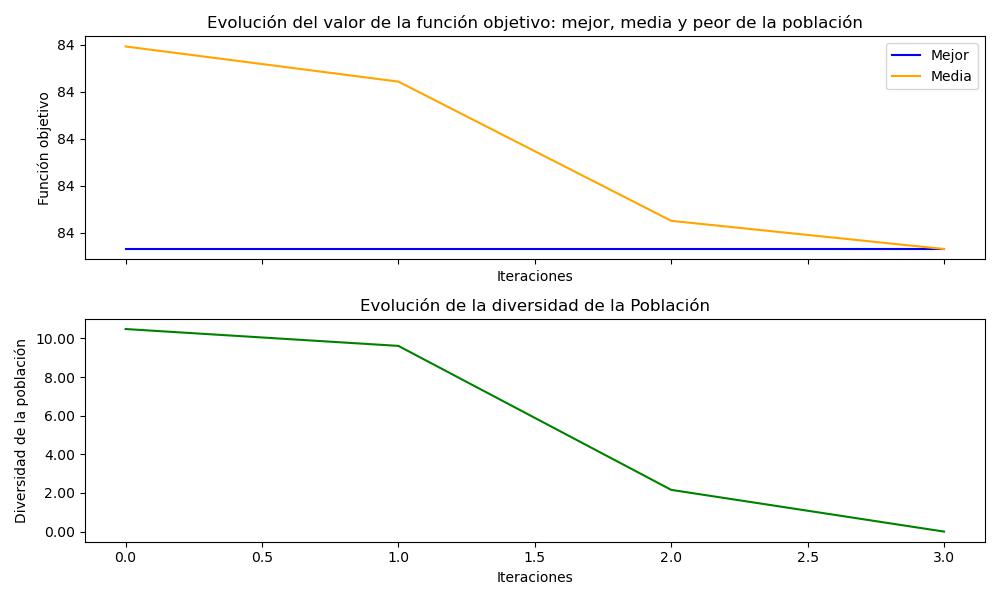 Evolución del valor de la función objetivo: mejor, media y peor de la población
84
84
84
84
84
Función objetivo
Mejor
Media
Iteraciones
Evolución de la diversidad de la Población
10.00
8.00
6.00
4.00
2.00
0.00
Diversidad de la población
0.0 0.5 1.0 1.5 2.0 2.5 3.0
Iteraciones